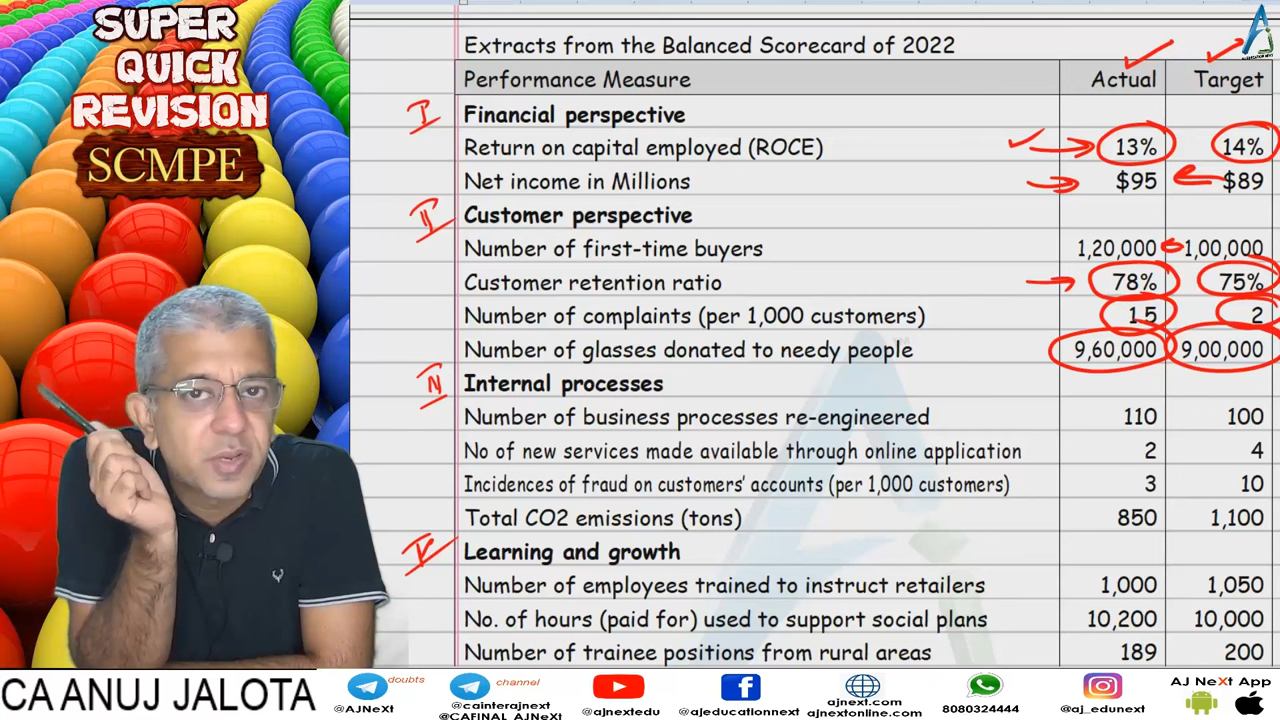 SUPER
QUICK
REVISION
SCMPE
Extracts from the Balanced Scorecard of 2022
Performance Measure Actual Target
I Financial perspective
Return on capital employed (ROCE) 13% 14%
Net income in Millions $95 $89
II Customer perspective
Number of first-time buyers 1,20,000 1,00,000
Customer retention ratio 78% 75%
Number of complaints (per 1,000 customers) 1.5 2
Number of glasses donated to needy people 9,60,000 9,00,000
Internal processes
Number of business processes re-engineered 110 100
No of new services made available through online application 2 4
Incidences of fraud on customers' accounts (per 1,000 customers) 3 10
Total CO2 emissions (tons) 850 1,100
Learning and growth
Number of employees trained to instruct retailers 1,000 1,050
No. of hours (paid for) used to support social plans 10,200 10,000
Number of trainee positions from rural areas 189 200
CA ANUJ JALOTA
doubts
@AJNeXt
channel
@cainterajnext
@CAFINAL_AJNeXt
@ajnextedu
@ajeducationnext
ajnext.com
ajnextonline.com
8080324444
@aj_edunext
AJ NeXt App